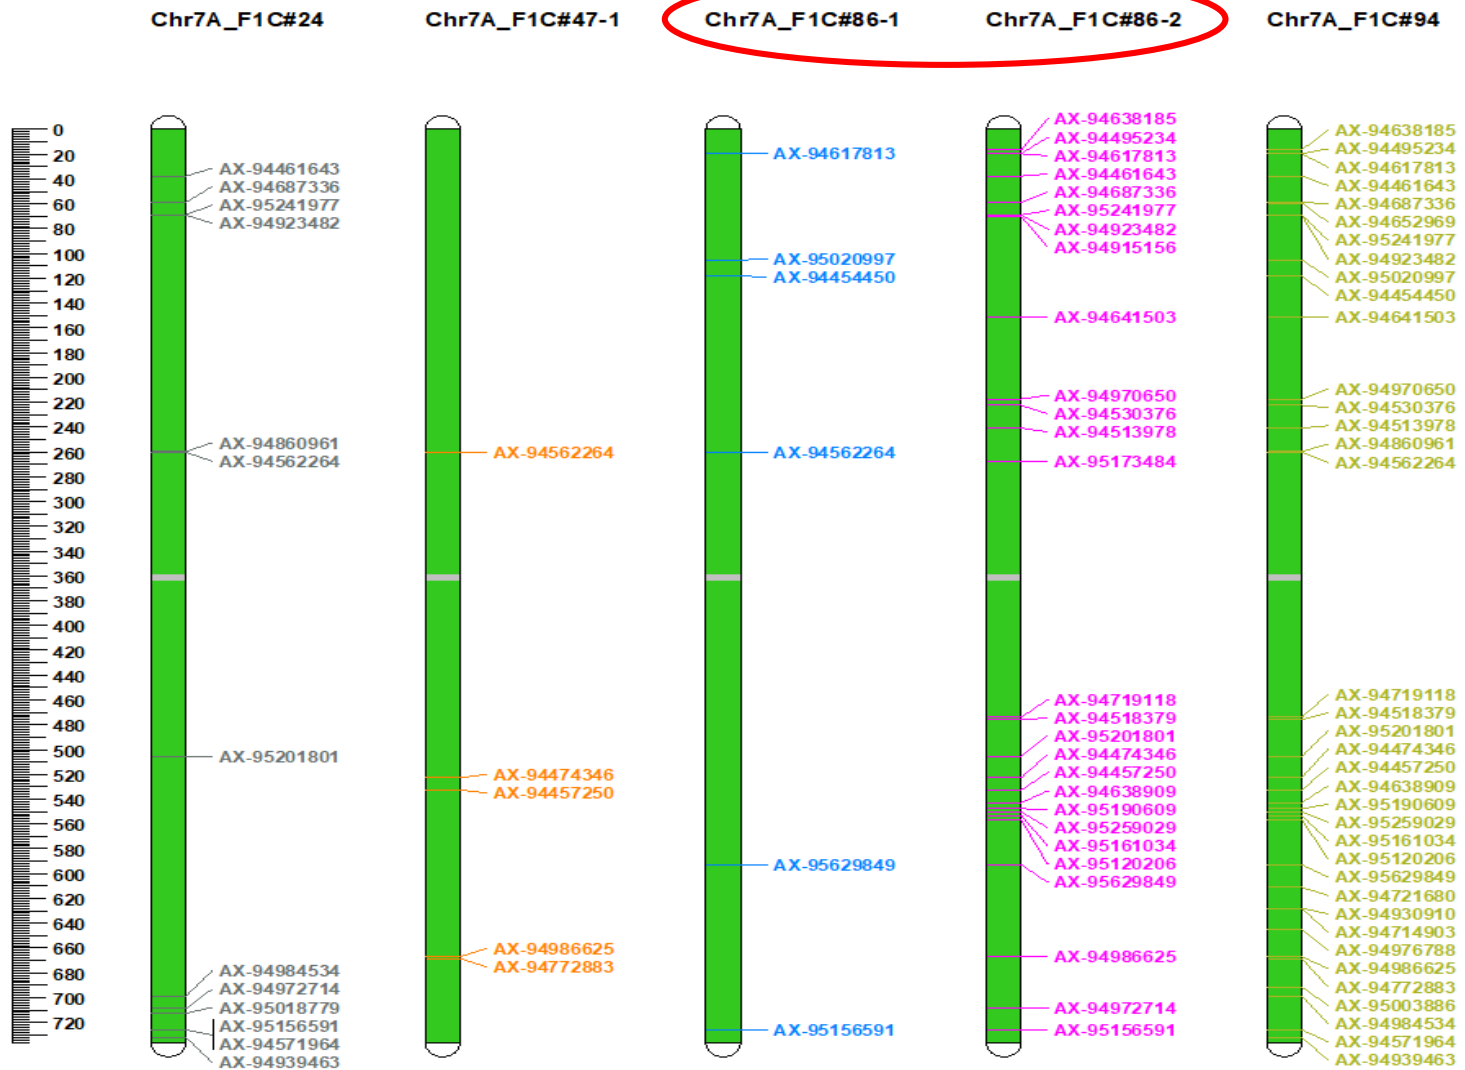 Chr7A_F1C#24
Chr7A_F1C#47-1
Chr7A_F1C#86-1
Chr7A_F1C#86-2
Chr7A_F1C#94
0
20
40
60
80
100
120
140
160
180
200
220
240
260
280
300
320
340
360
380
400
420
440
460
480
500
520
540
560
580
600
620
640
660
680
700
720
AX-94461643
AX-94687336
AX-95241977
AX-94923482
AX-94860961
AX-94562264
AX-95201801
AX-94984534
AX-94972714
AX-95018779
AX-95156591
AX-94571964
AX-94939463
AX-94562264
AX-94474346
AX-94457250
AX-94986625
AX-94772883
AX-94617813
AX-95020997
AX-94454450
AX-94562264
AX-95629849
AX-95156591
AX-94638185
AX-94495234
AX-94617813
AX-94461643
AX-94687336
AX-95241977
AX-94923482
AX-94915156
AX-94641503
AX-94970650
AX-94530376
AX-94513978
AX-95173484
AX-94719118
AX-94518379
AX-95201801
AX-94474346
AX-94457250
AX-94638909
AX-95190609
AX-95259029
AX-95161034
AX-95120206
AX-95629849
AX-94986625
AX-94972714
AX-95156591
AX-94638185
AX-94495234
AX-94617813
AX-94461643
AX-94687336
AX-94652969
AX-95241977
AX-94923482
AX-95020997
AX-94454450
AX-94641503
AX-94970650
AX-94530376
AX-94513978
AX-94860961
AX-94562264
AX-94719118
AX-94518379
AX-95201801
AX-94474346
AX-94457250
AX-94638909
AX-95190609
AX-95259029
AX-95161034
AX-95120206
AX-95629849
AX-94721680
AX-94930910
AX-94714903
AX-94976788
AX-94986625
AX-94772883
AX-95003886
AX-94984534
AX-94571964
AX-94939463